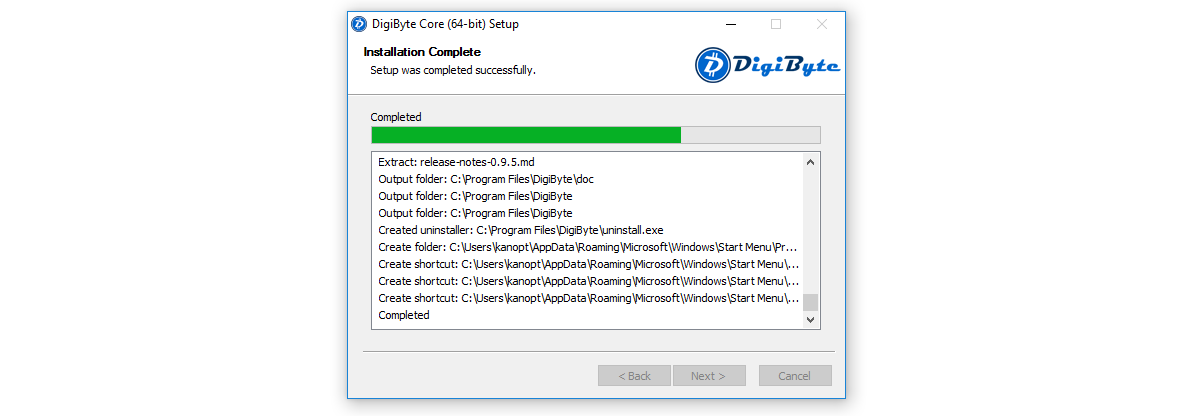 DigiByte Core (64-bit) Setup
Installation Complete
Setup was completed successfully.
DigiByte
Completed
Extract: release-notes-0.9.5.md
Output folder: C:\Program Files\DigiByte\doc
Output folder: C:\Program Files\DigiByte
Output folder: C:\Program Files\DigiByte
Created uninstaller: C:\Program Files\DigiByte\uninstall.exe
Create folder: C:\Users\kanopt\AppData\Roaming\Microsoft\Windows\Start Menu\Pr...
Create shortcut: C:\Users\kanopt\AppData\Roaming\Microsoft\Windows\Start Menu\...
Create shortcut: C:\Users\kanopt\AppData\Roaming\Microsoft\Windows\Start Menu\...
Create shortcut: C:\Users\kanopt\AppData\Roaming\Microsoft\Windows\Start Menu\...
Completed
< Back Next > Cancel